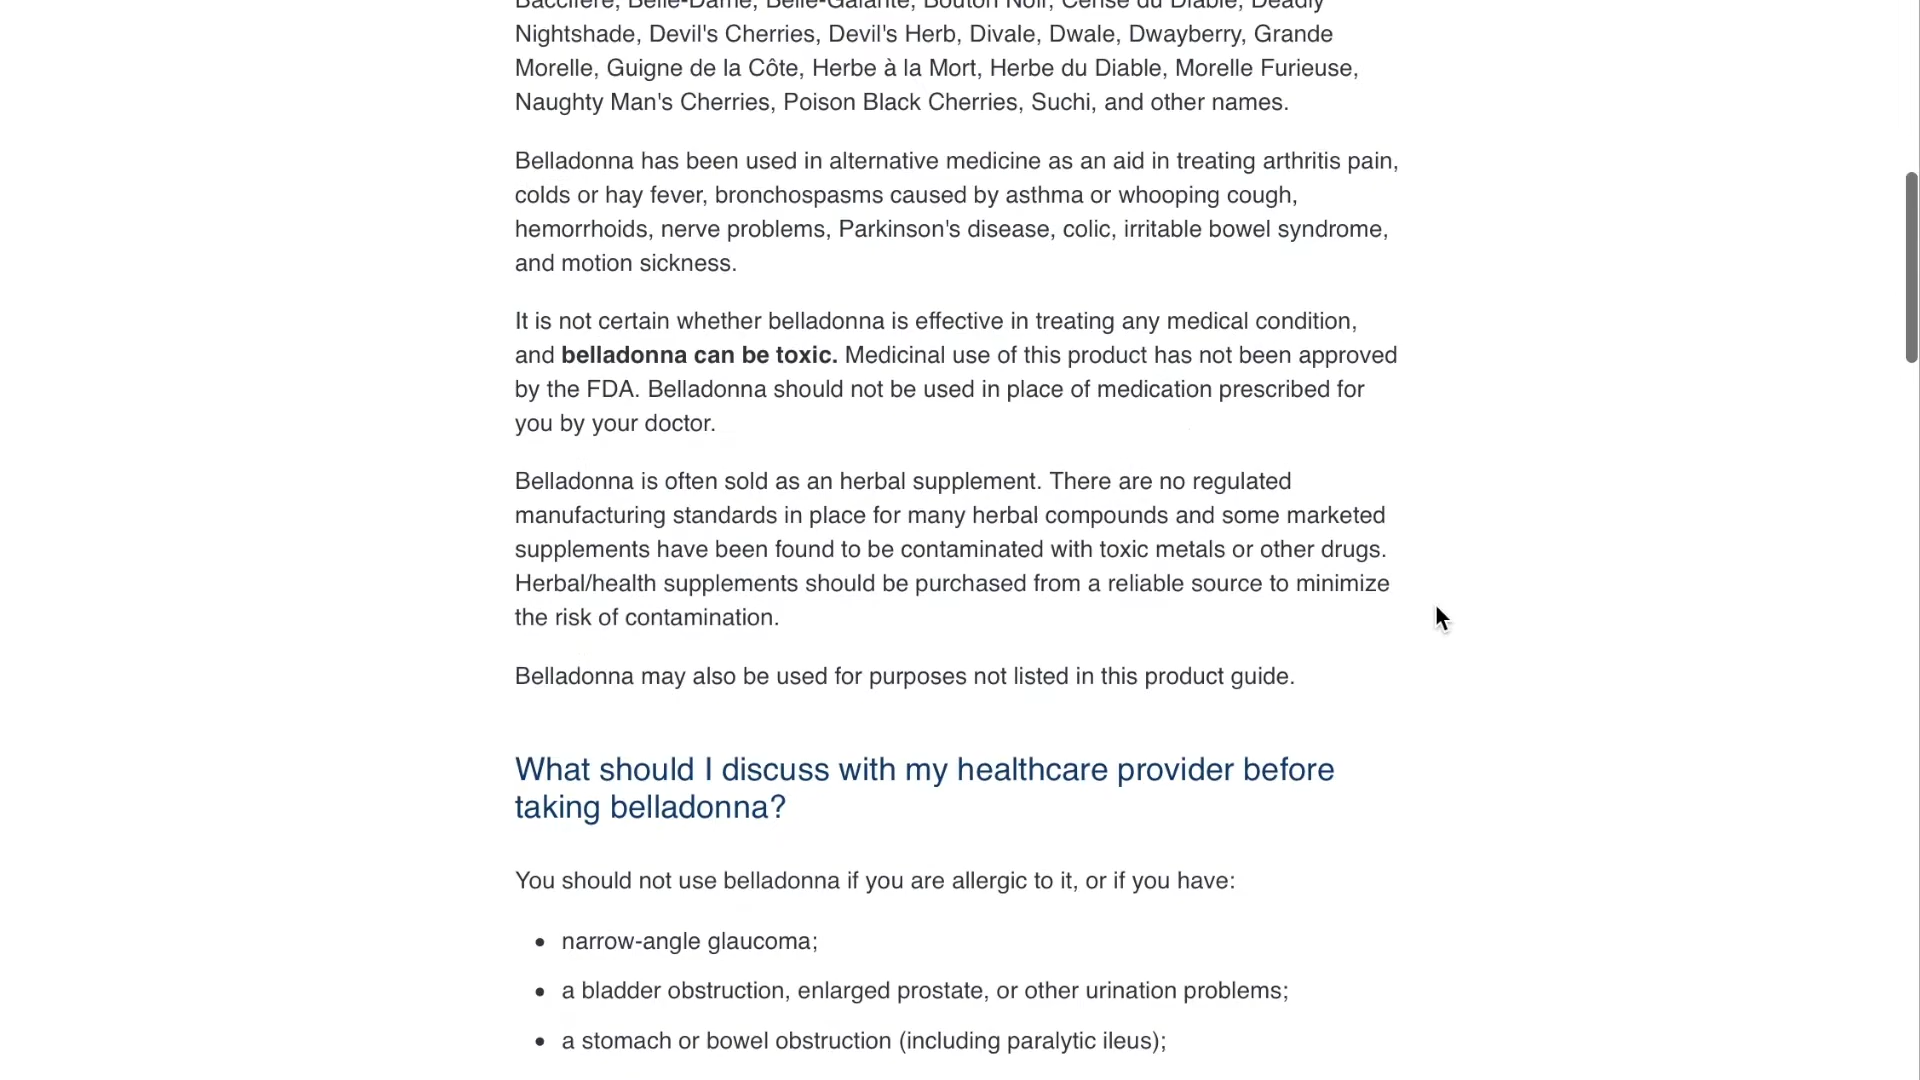 Baccifère, Belle-Dame, Belle-Galante, Bouton Noir, Cerise du Diable, Deadly
Nightshade, Devil's Cherries, Devil's Herb, Divale, Dwale, Dwayberry, Grande
Morelle, Guigne de la Côte, Herbe à la Mort, Herbe du Diable, Morelle Furieuse,
Naughty Man's Cherries, Poison Black Cherries, Suchi, and other names.
Belladonna has been used in alternative medicine as an aid in treating arthritis pain,
colds or hay fever, bronchospasms caused by asthma or whooping cough,
hemorrhoids, nerve problems, Parkinson's disease, colic, irritable bowel syndrome,
and motion sickness.
It is not certain whether belladonna is effective in treating any medical condition,
and belladonna can be toxic. Medicinal use of this product has not been approved
by the FDA. Belladonna should not be used in place of medication prescribed for
you by your doctor.
Belladonna is often sold as an herbal supplement. There are no regulated
manufacturing standards in place for many herbal compounds and some marketed
supplements have been found to be contaminated with toxic metals or other drugs.
Herbal/health supplements should be purchased from a reliable source to minimize
the risk of contamination.
Belladonna may also be used for purposes not listed in this product guide.
What should I discuss with my healthcare provider before
taking belladonna?
You should not use belladonna if you are allergic to it, or if you have:
• narrow-angle glaucoma;
• a bladder obstruction, enlarged prostate, or other urination problems;
• a stomach or bowel obstruction (including paralytic ileus);